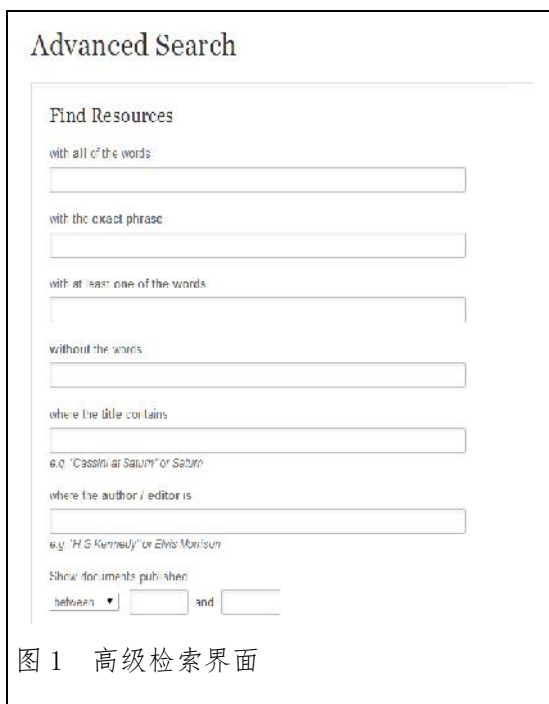 Advanced Search
Find Resources
with all of the words
with the exact phrase
with at least one of the words
without the words
where the title contains
e.g. "Cassini at Saturn" or Saturn
where the author / editor is
e.g. "H.G.Kennedy" or Elvis Morrison
Show documents published
between and
图 1 高级检索界面